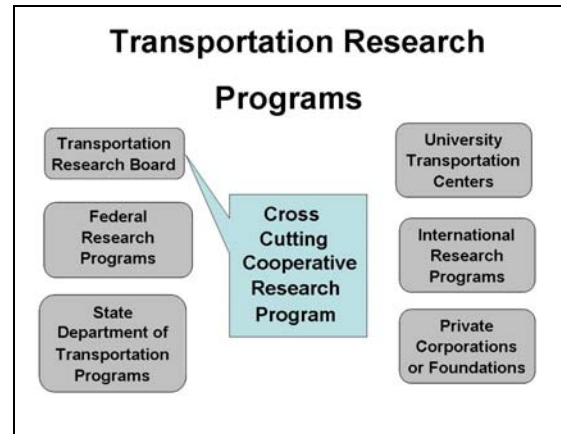 Transportation Research
Programs
Transportation
Research Board
Federal
Research
Programs
State
Department of
Transportation
Programs
Cross
Cutting
Cooperative
Research
Program
University
Transportation
Centers
International
Research
Programs
Private
Corporations
or Foundations